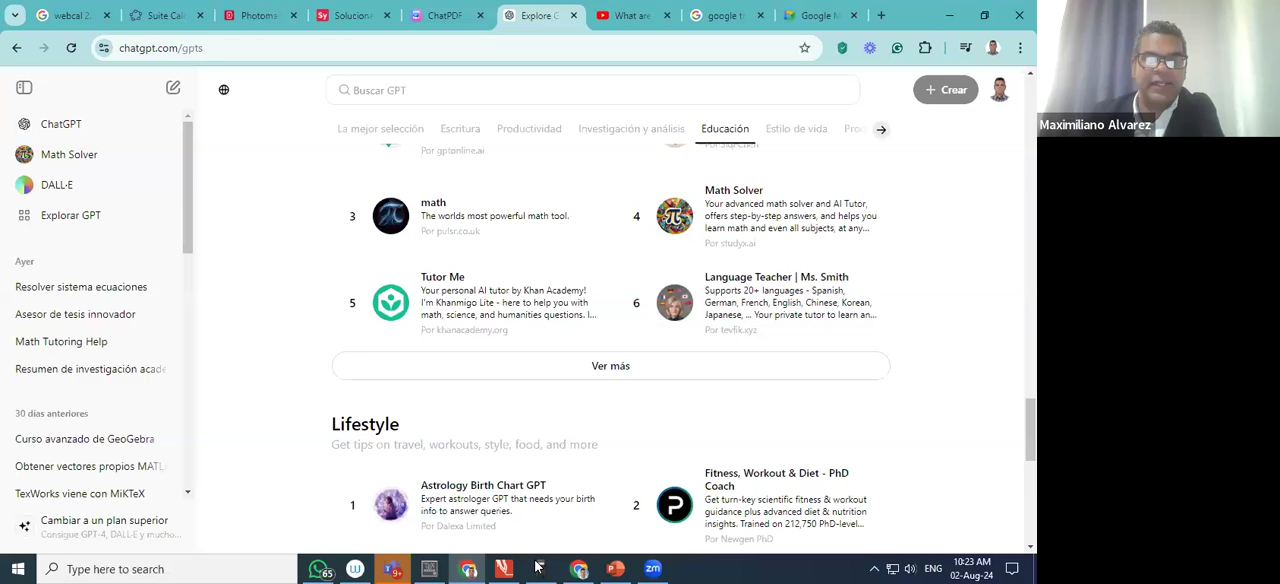 webcal 2.
Suite Cal
Photoma
Solucione
ChatPDF
Explore G
What are
google t
Google M
chatgpt.com/gpts
Buscar GPT
Crear
ChatGPT
Math Solver
DALL·E
Explorar GPT
Ayer
Resolver sistema ecuaciones
Asesor de tesis innovador
Math Tutoring Help
Resumen de investigación acadé
30 días anteriores
Curso avanzado de GeoGebra
Obtener vectores propios MATL
TexWorks viene con MiKTeX
Cambiar a un plan superior
Consigue GPT-4, DALL·E y mucho...
La mejor selección
Escritura
Productividad
Investigación y análisis
Educación
Estilo de vida
Proc
Por gptonline.ai
3
math
The worlds most powerful math tool.
Por pulsr.co.uk
4
Math Solver
Your advanced math solver and AI Tutor,
offers step-by-step answers, and helps you
learn math and even all subjects, at any...
Por studyx.ai
5
Tutor Me
Your personal AI tutor by Khan Academy!
I'm Khanmigo Lite - here to help you with
math, science, and humanities questions. I...
Por khanacademy.org
6
Language Teacher | Ms. Smith
Supports 20+ languages - Spanish,
German, French, English, Chinese, Korean,
Japanese, ... Your private tutor to learn an...
Por tevfik.xyz
Ver más
Lifestyle
Get tips on travel, workouts, style, food, and more
1
Astrology Birth Chart GPT
Expert astrologer GPT that needs your birth
info to answer queries.
Por Dalexa Limited
2
Fitness, Workout & Diet - PhD
Coach
Get turn-key scientific fitness & workout
guidance plus advanced diet & nutrition
insights. Trained on 212,750 PhD-level...
Por Newgen PhD
Maximiliano Alvarez
Type here to search
65
9+
zm
ENG
10:23 AM
02-Aug-24